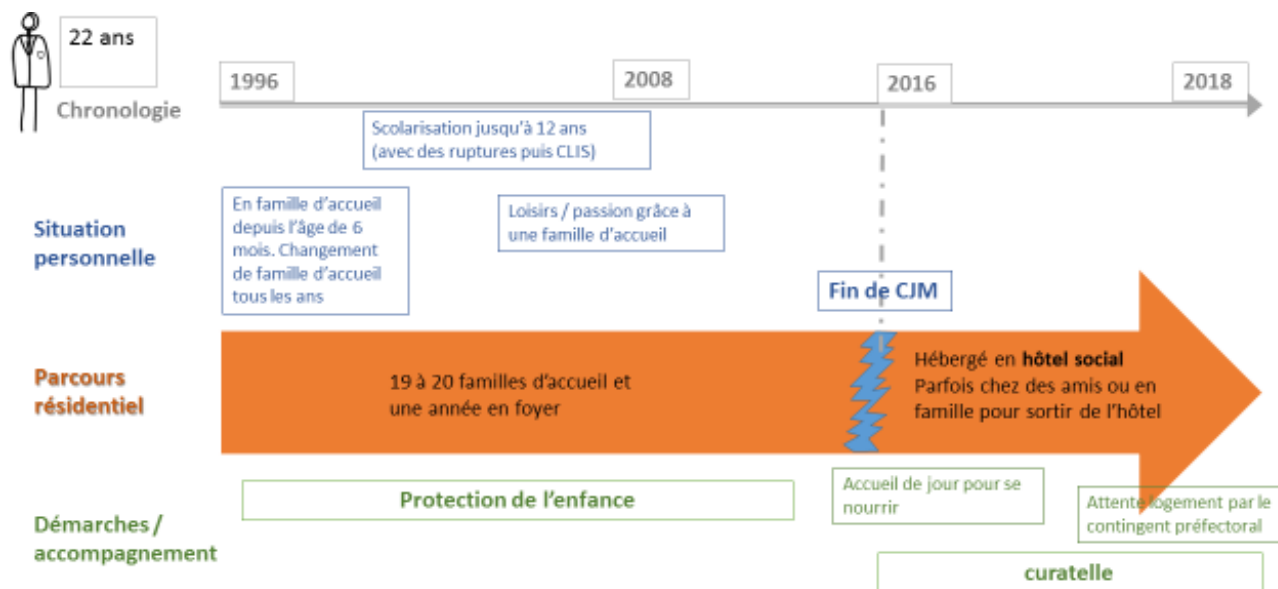 22 ans
Chronologie
1996
2008
2016
2018
Scolarisation jusqu'à 12 ans
(avec des ruptures puis CLIS)
Situation
personnelle
En famille d'accueil
depuis l'âge de 6
mois. Changement
de famille d'accueil
tous les ans
Loisirs / passion grâce à
une famille d'accueil
Fin de CJM
Parcours
résidentiel
19 à 20 familles d'accueil et
une année en foyer
Hébergé en hôtel social
Parfois chez des amis ou en
famille pour sortir de l'hôtel
Démarches /
accompagnement
Protection de l'enfance
Accueil de jour pour se
nourrir
Attente logement par le
contingent préfectoral
curatelle